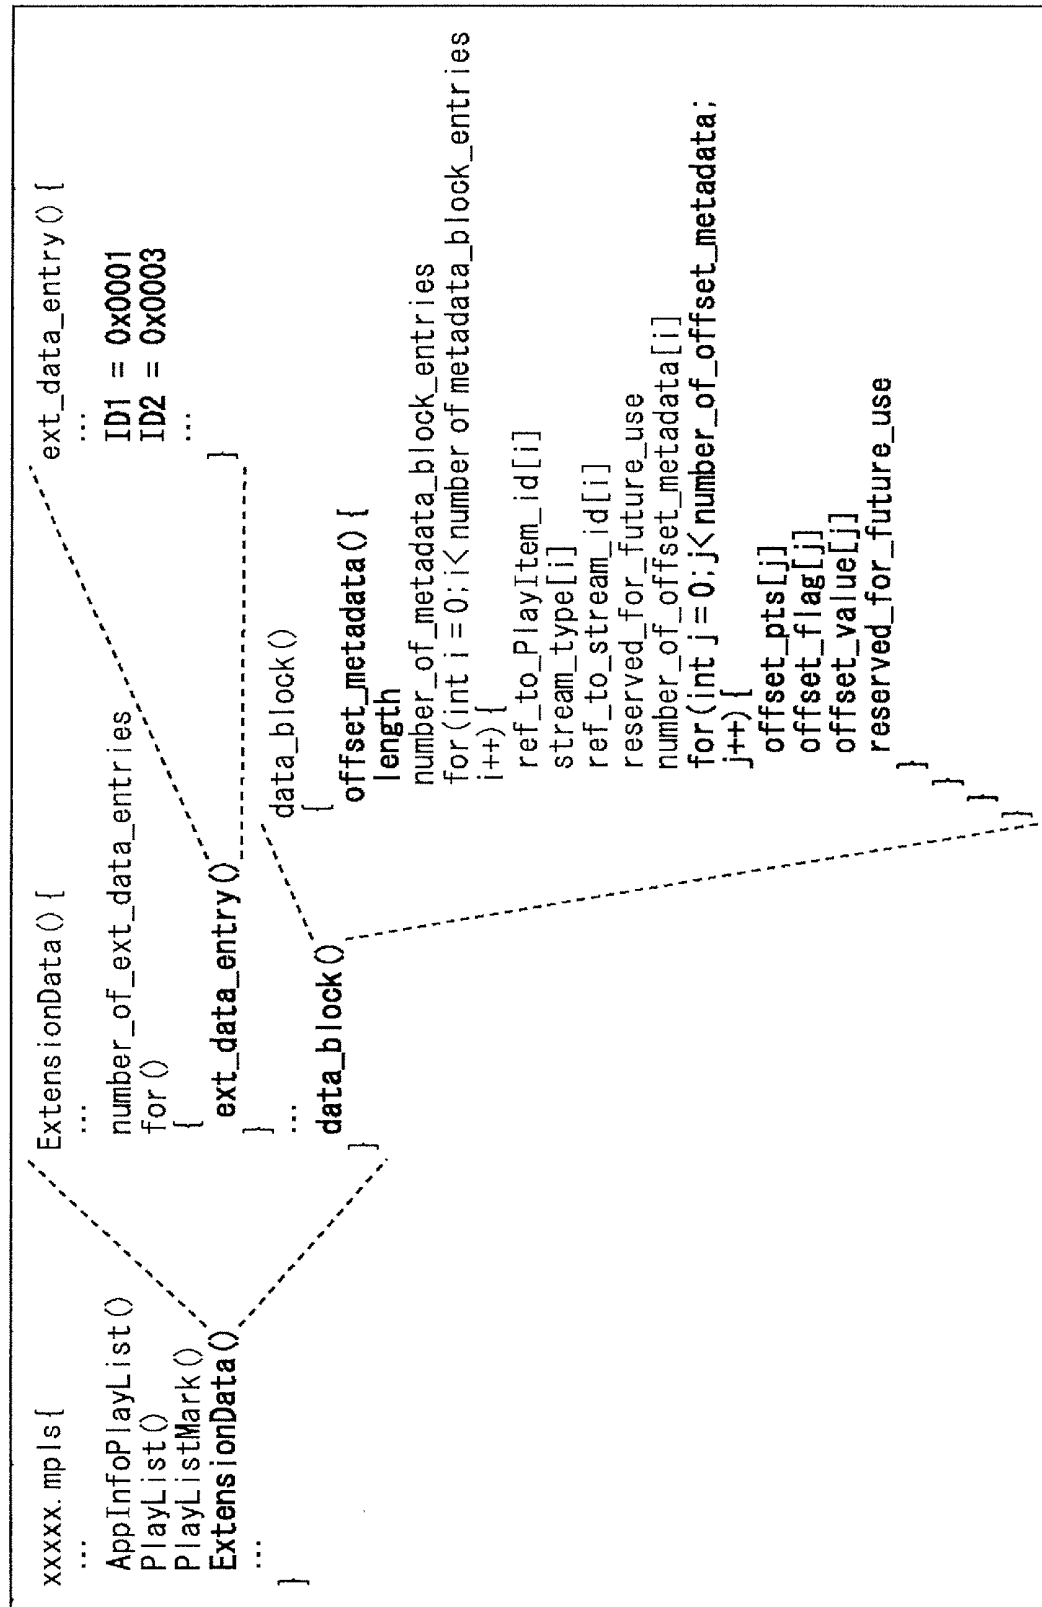 xxxxx.mpls{
...
AppInfoPlayList()
PlayList()
PlayListMark()
ExtensionData()
...
}
ExtensionData() {
...
number_of_ext_data_entries
for()
{
ext_data_entry()
}
...
data_block()
}
ext_data_entry() {
...
ID1 = 0x0001
ID2 = 0x0003
...
}
data_block()
{
offset_metadata() {
length
number_of_metadata_block_entries
for(int i=0;i<number of metadata_block_entries
i++) {
ref_to_PlayItem_id[i]
stream_type[i]
ref_to_stream_id[i]
reserved_for_future_use
number_of_offset_metadata[i]
for(int j=0;j<number_of_offset_metadata;
j++) {
offset_pts[j]
offset_flag[j]
offset_value[j]
reserved_for_future_use
}
}
}
}